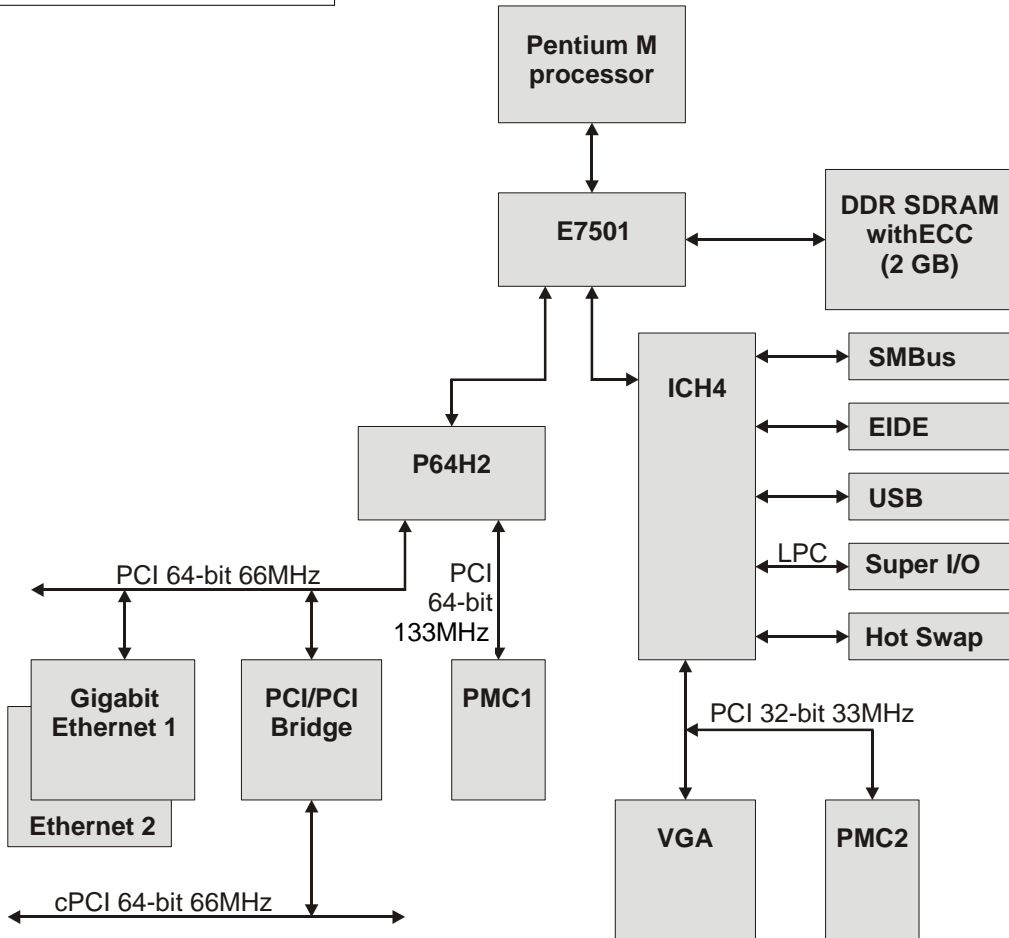 Pentium M
processor
E7501
DDR SDRAM
withECC
(2 GB)
ICH4
SMBus
EIDE
USB
LPC
Super I/O
Hot Swap
P64H2
PCI 64-bit 66MHz
PCI
64-bit
133MHz
Gigabit
Ethernet 1
Ethernet 2
PCI/PCI
Bridge
PMC1
PCI 32-bit 33MHz
VGA
PMC2
cPCI 64-bit 66MHz